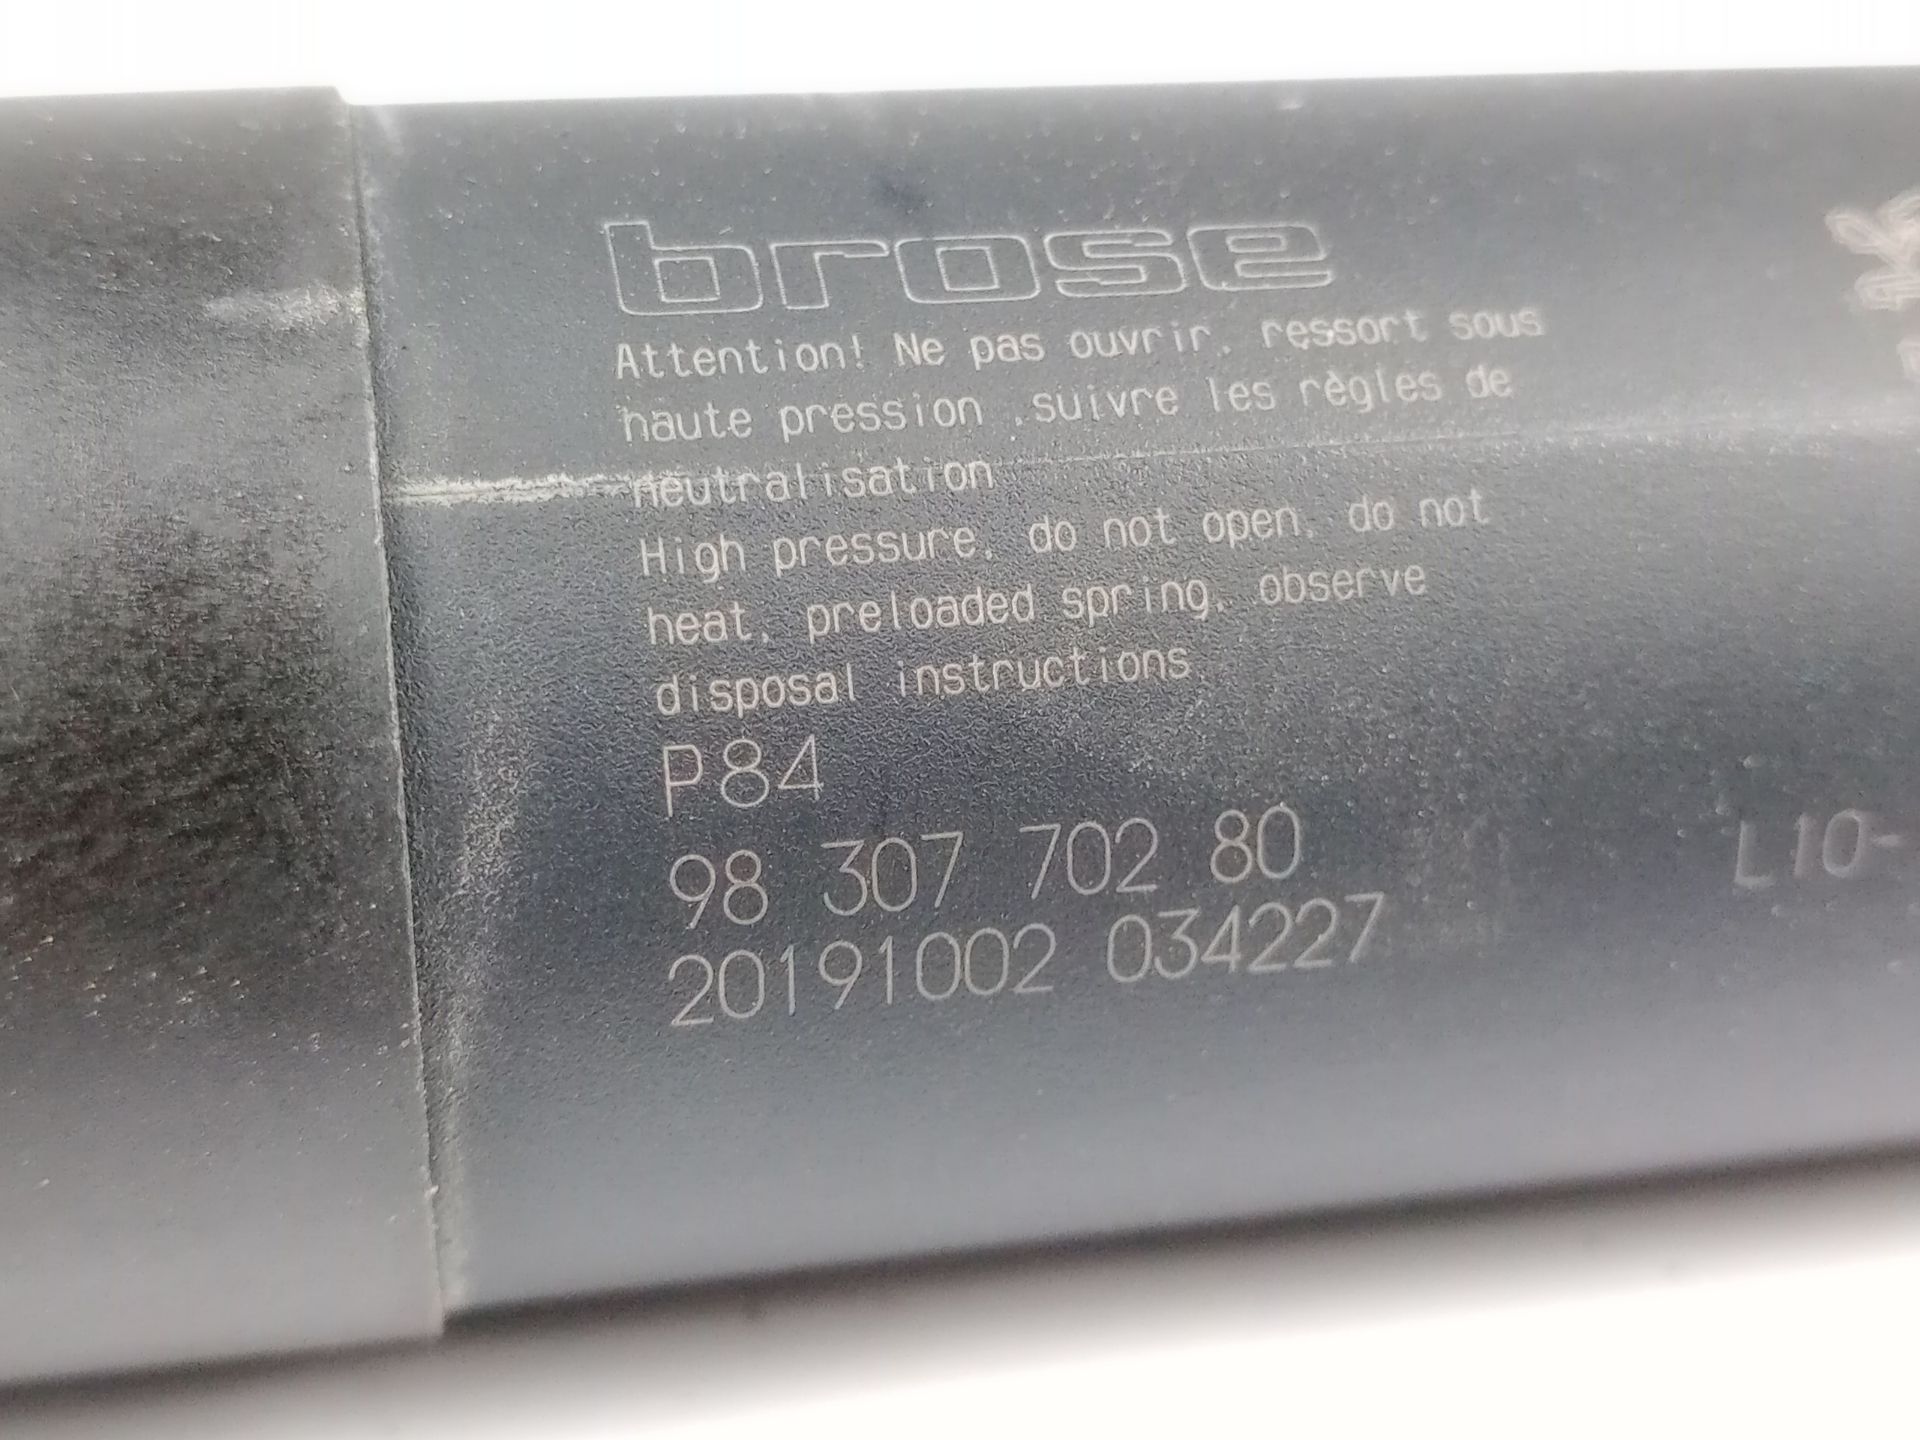 brose
Attention! Ne pas ouvrir, ressort sous
haute pression ,suivre les règles de
neutralisation
High pressure, do not open, do not
heat, preloaded spring, observe
disposal instructions.
P84
98 307 702 80
20191002 034227
L10-